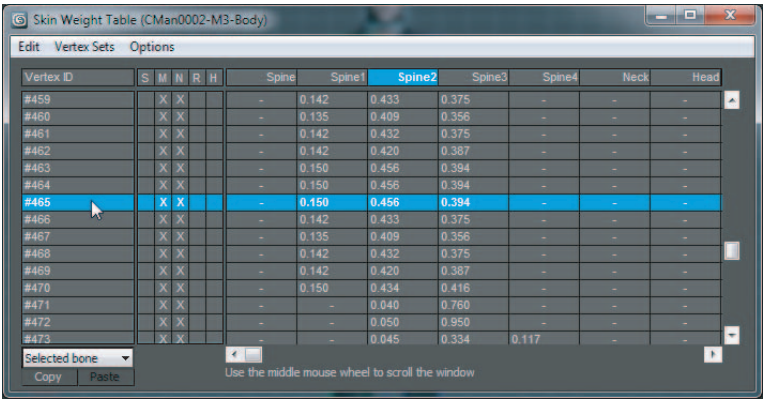 Skin Weight Table (CMan0002-M3-Body)
Edit Vertex Sets Options
Vertex ID S M N R H Spine Spine1 Spine2 Spine3 Spine4 Neck Head
#459 X X - 0.142 0.433 0.375 - - -
#460 X X - 0.135 0.409 0.356 - - -
#461 X X - 0.142 0.432 0.375 - - -
#462 X X - 0.142 0.420 0.387 - - -
#463 X X - 0.150 0.456 0.394 - - -
#464 X X - 0.150 0.456 0.394 - - -
#465 X X - 0.150 0.456 0.394 - - -
#466 X X - 0.142 0.433 0.375 - - -
#467 X X - 0.135 0.409 0.356 - - -
#468 X X - 0.142 0.432 0.375 - - -
#469 X X - 0.142 0.420 0.387 - - -
#470 X X - 0.150 0.434 0.416 - - -
#471 X X - - 0.040 0.760 - - -
#472 X X - - 0.050 0.950 - - -
#473 X X - - 0.045 0.334 0.117 - -
Selected bone
Copy Paste
Use the middle mouse wheel to scroll the window